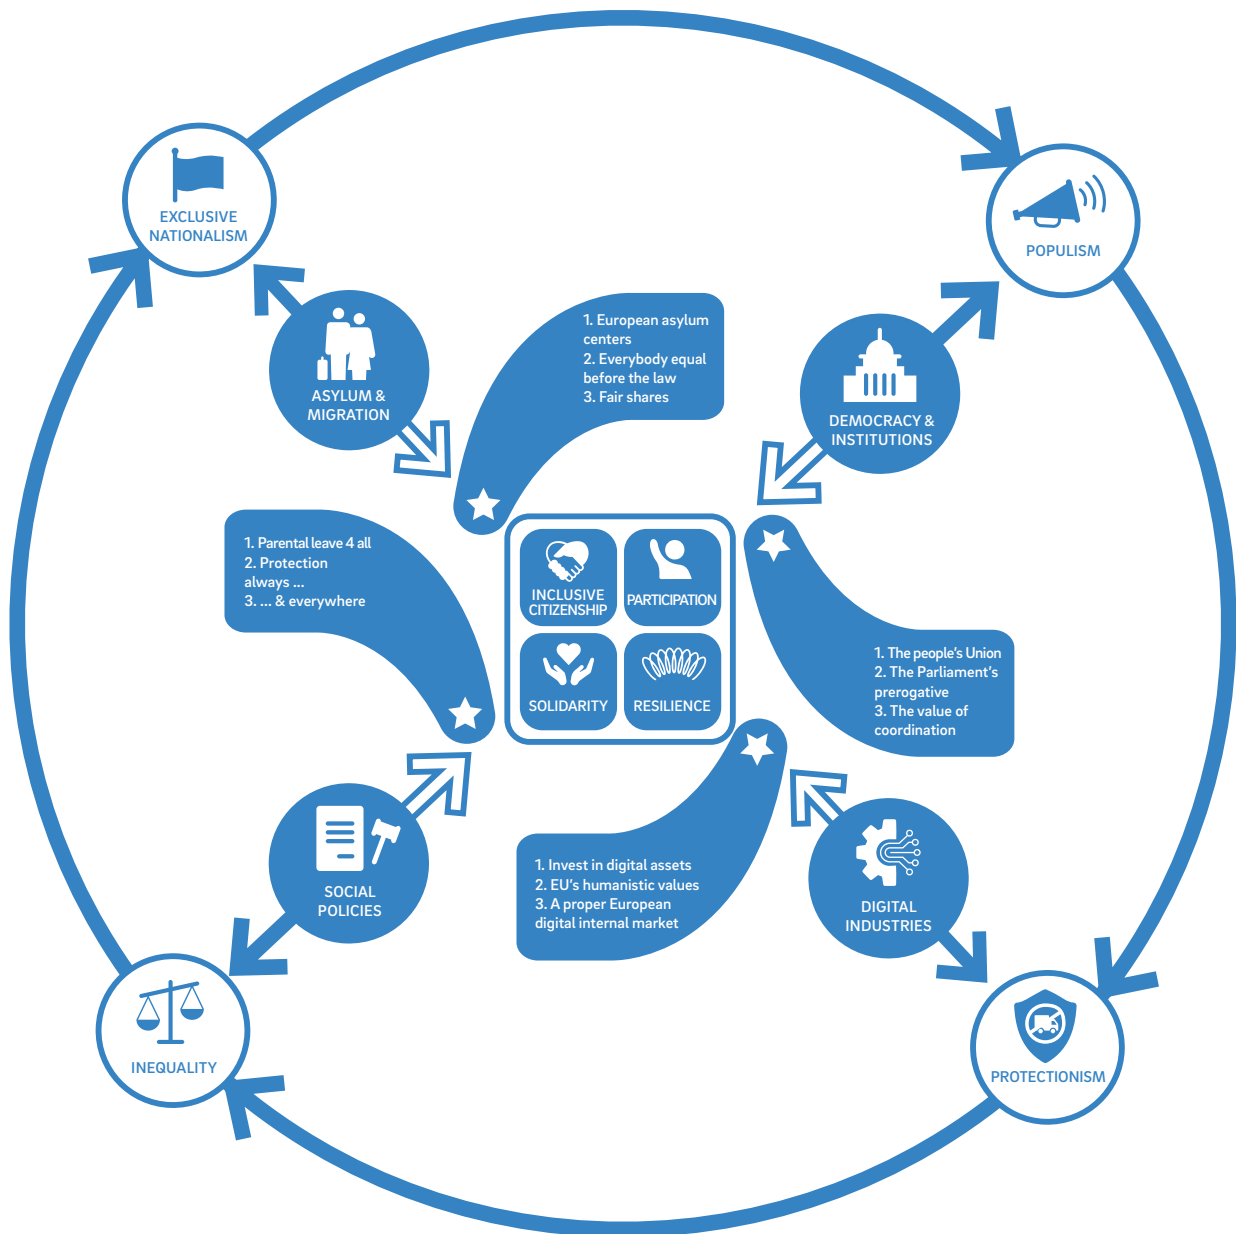 EXCLUSIVE
NATIONALISM
POPULISM
ASYLUM &
MIGRATION
1. European asylum
centers
2. Everybody equal
before the law
3. Fair shares
DEMOCRACY &
INSTITUTIONS
1. Parental leave 4 all
2. Protection
always ...
3. ... & everywhere
INCLUSIVE
CITIZENSHIP
PARTICIPATION
SOLIDARITY
RESILIENCE
1. The people's Union
2. The Parliament's
prerogative
3. The value of
coordination
SOCIAL
POLICIES
1. Invest in digital assets
2. EU's humanistic values
3. A proper European
digital internal market
DIGITAL
INDUSTRIES
INEQUALITY
PROTECTIONISM